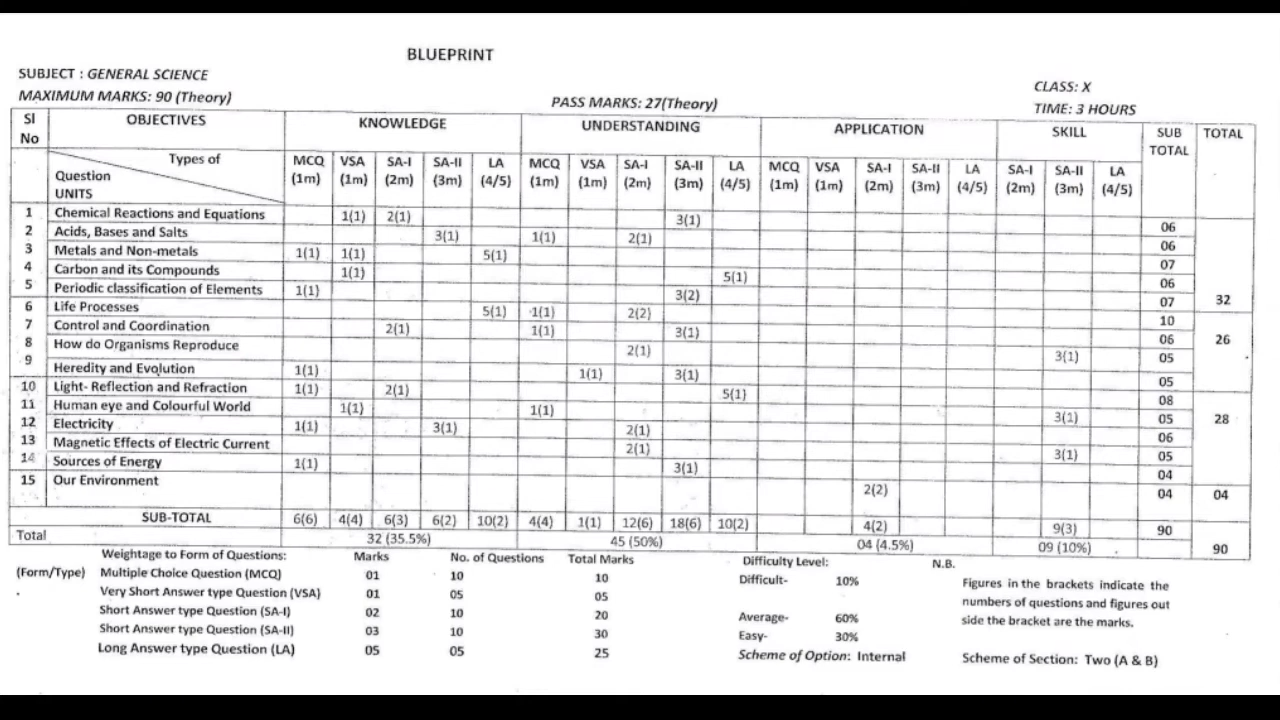 BLUEPRINT
SUBJECT : GENERAL SCIENCE
CLASS: X
MAXIMUM MARKS: 90 (Theory)
PASS MARKS: 27(Theory)
TIME: 3 HOURS
SI No OBJECTIVES KNOWLEDGE UNDERSTANDING APPLICATION SKILL SUB TOTAL TOTAL
Types of
Question
UNITS
MCQ (1m) VSA (1m) SA-I (2m) SA-II (3m) LA (4/5) MCQ (1m) VSA (1m) SA-I (2m) SA-II (3m) LA (4/5) MCQ (1m) VSA (1m) SA-I (2m) SA-II (3m) LA (4/5) SA-I (2m) SA-II (3m) LA (4/5)
1 Chemical Reactions and Equations 1(1) 2(1) 3(1) 06
2 Acids, Bases and Salts 3(1) 1(1) 2(1) 06
3 Metals and Non-metals 1(1) 1(1) 5(1) 07
4 Carbon and its Compounds 1(1) 5(1) 06
5 Periodic classification of Elements 1(1) 3(2) 07 32
6 Life Processes 5(1) 1(1) 2(2) 10
7 Control and Coordination 2(1) 1(1) 3(1) 06 26
8 How do Organisms Reproduce 2(1) 3(1) 05
9 Heredity and Evolution 1(1) 1(1) 3(1) 05
10 Light- Reflection and Refraction 1(1) 2(1) 5(1) 08
11 Human eye and Colourful World 1(1) 1(1) 3(1) 05 28
12 Electricity 1(1) 3(1) 2(1) 06
13 Magnetic Effects of Electric Current 2(1) 3(1) 05
14 Sources of Energy 1(1) 3(1) 04
15 Our Environment 2(2) 04 04
SUB-TOTAL 6(6) 4(4) 6(3) 6(2) 10(2) 4(4) 1(1) 12(6) 18(6) 10(2) 4(2) 9(3) 90
Total 32 (35.5%) 45 (50%) 04 (4.5%) 09 (10%) 90
Weightage to Form of Questions: Marks No. of Questions Total Marks Difficulty Level: N.B.
(Form/Type) Multiple Choice Question (MCQ) 01 10 10 Difficult- 10% Figures in the brackets indicate the
Very Short Answer type Question (VSA) 01 05 05 numbers of questions and figures out
Short Answer type Question (SA-I) 02 10 20 Average- 60% side the bracket are the marks.
Short Answer type Question (SA-II) 03 10 30 Easy- 30%
Long Answer type Question (LA) 05 05 25 Scheme of Option: Internal Scheme of Section: Two (A & B)